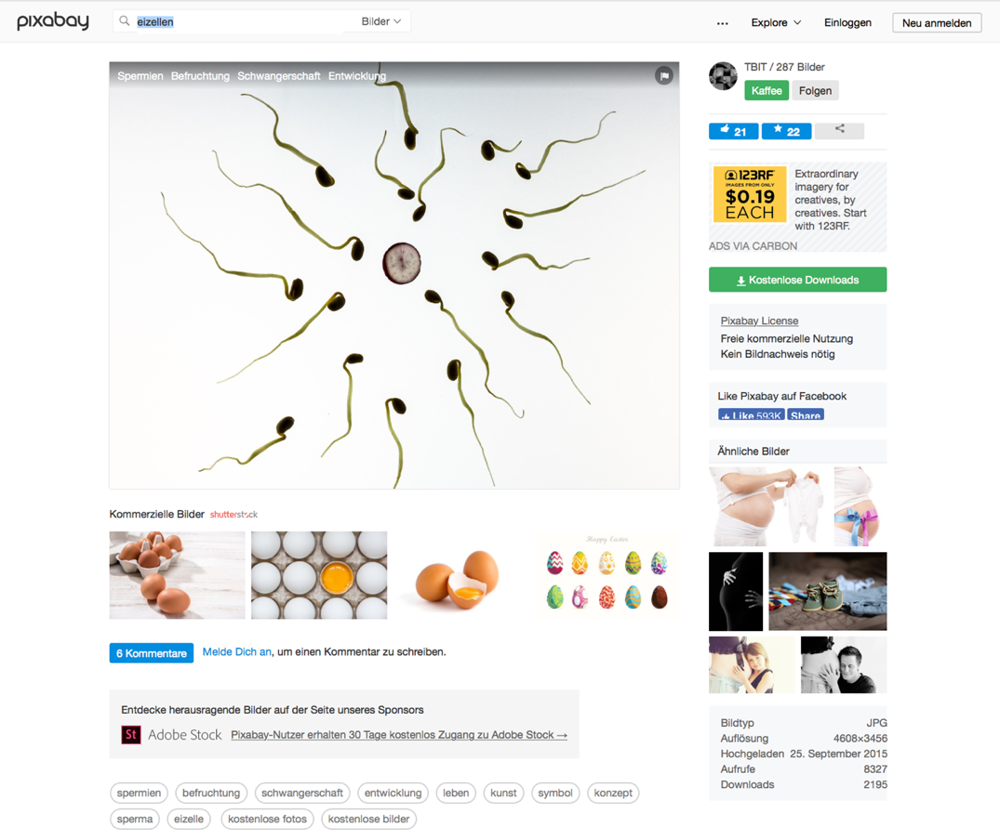 pixabay
eizellen
Bilder
...
Explore
Einloggen
Neu anmelden
Spermien Befruchtung Schwangerschaft Entwicklung
TBIT / 287 Bilder
Kaffee
Folgen
21
22
123RF
IMAGES FROM ONLY
$0.19
EACH
Extraordinary
imagery for
creatives, by
creatives. Start
with 123RF.
ADS VIA CARBON
Kostenlose Downloads
Pixabay License
Freie kommerzielle Nutzung
Kein Bildnachweis nötig
Like Pixabay auf Facebook
Like 593K
Share
Ähnliche Bilder
Kommerzielle Bilder shutterstock
Happy Easter
6 Kommentare
Melde Dich an, um einen Kommentar zu schreiben.
Entdecke herausragende Bilder auf der Seite unseres Sponsors
St Adobe Stock Pixabay-Nutzer erhalten 30 Tage kostenlos Zugang zu Adobe Stock →
Bildtyp JPG
Auflösung 4608×3456
Hochgeladen 25. September 2015
Aufrufe 8327
Downloads 2195
spermien befruchtung schwangerschaft entwicklung leben kunst symbol konzept
sperma eizelle kostenlose fotos kostenlose bilder